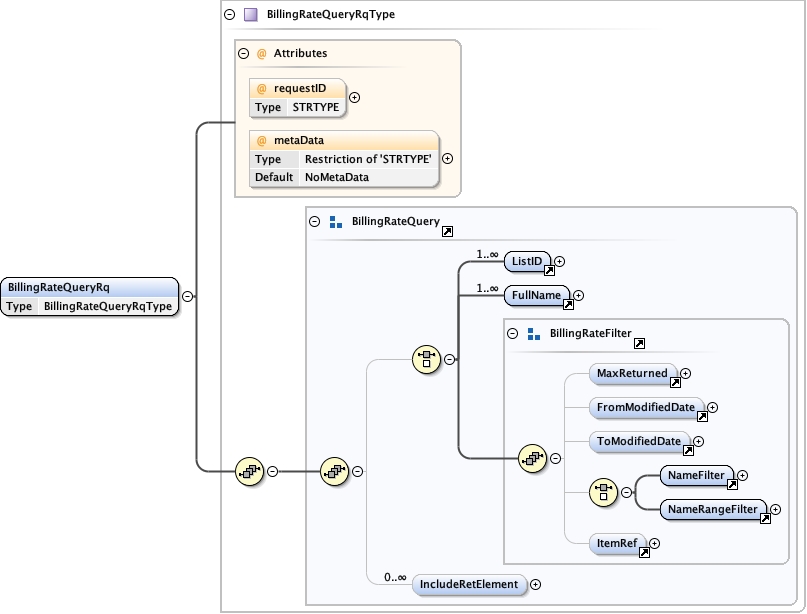 BillingRateQueryRqType
@ Attributes
@ requestID
Type STRTYPE
@ metaData
Type Restriction of 'STRTYPE'
Default NoMetaData
BillingRateQuery
1..∞
ListID
1..∞
FullName
BillingRateQueryRq
Type BillingRateQueryRqType
BillingRateFilter
MaxReturned
FromModifiedDate
ToModifiedDate
NameFilter
NameRangeFilter
ItemRef
0..∞
IncludeRetElement